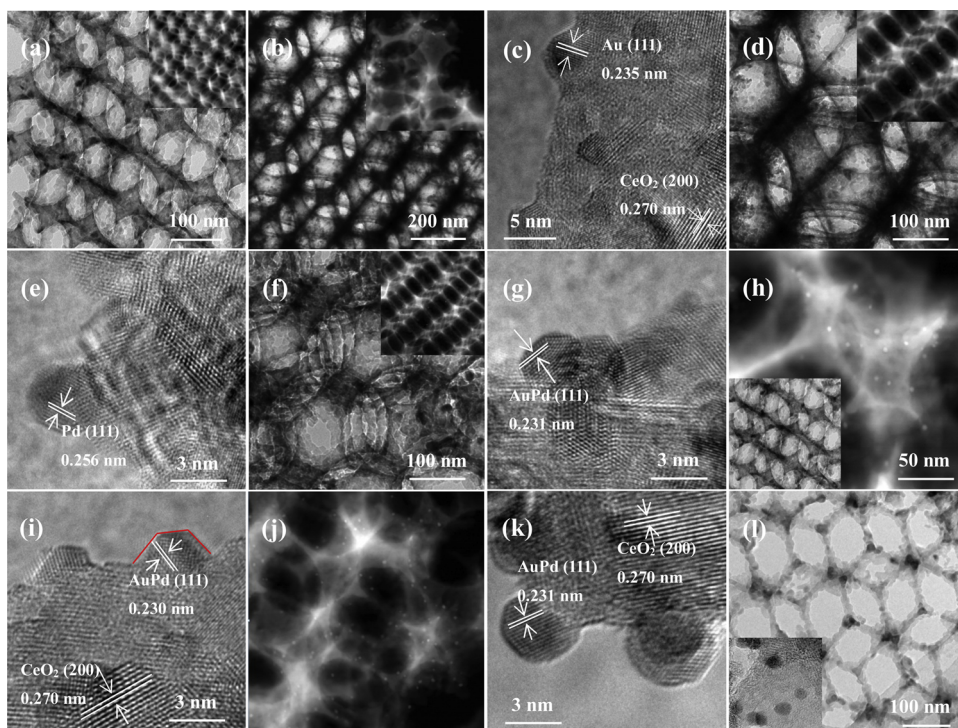 (a)
100 nm
(b)
200 nm
(c)
Au (111)
0.235 nm
CeO₂ (200)
0.270 nm
5 nm
(d)
100 nm
(e)
Pd (111)
0.256 nm
3 nm
(f)
100 nm
(g)
AuPd (111)
0.231 nm
3 nm
(h)
50 nm
(i)
AuPd (111)
0.230 nm
CeO₂ (200)
0.270 nm
3 nm
(j)
(k)
CeO₂ (200)
0.270 nm
AuPd (111)
0.231 nm
3 nm
(l)
100 nm